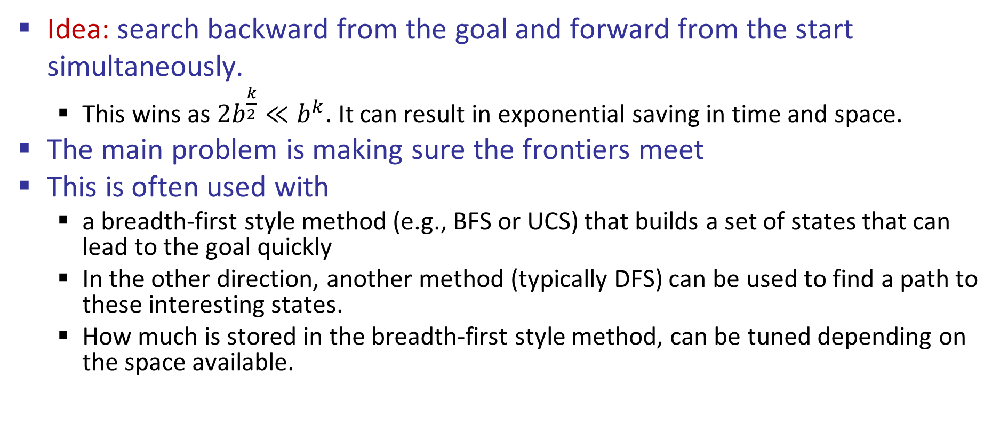 ▪ Idea: search backward from the goal and forward from the start
simultaneously.
▪ This wins as $2b^{\frac{k}{2}} \ll b^k$. It can result in exponential saving in time and space.
▪ The main problem is making sure the frontiers meet
▪ This is often used with
▪ a breadth-first style method (e.g., BFS or UCS) that builds a set of states that can
lead to the goal quickly
▪ In the other direction, another method (typically DFS) can be used to find a path to
these interesting states.
▪ How much is stored in the breadth-first style method, can be tuned depending on
the space available.